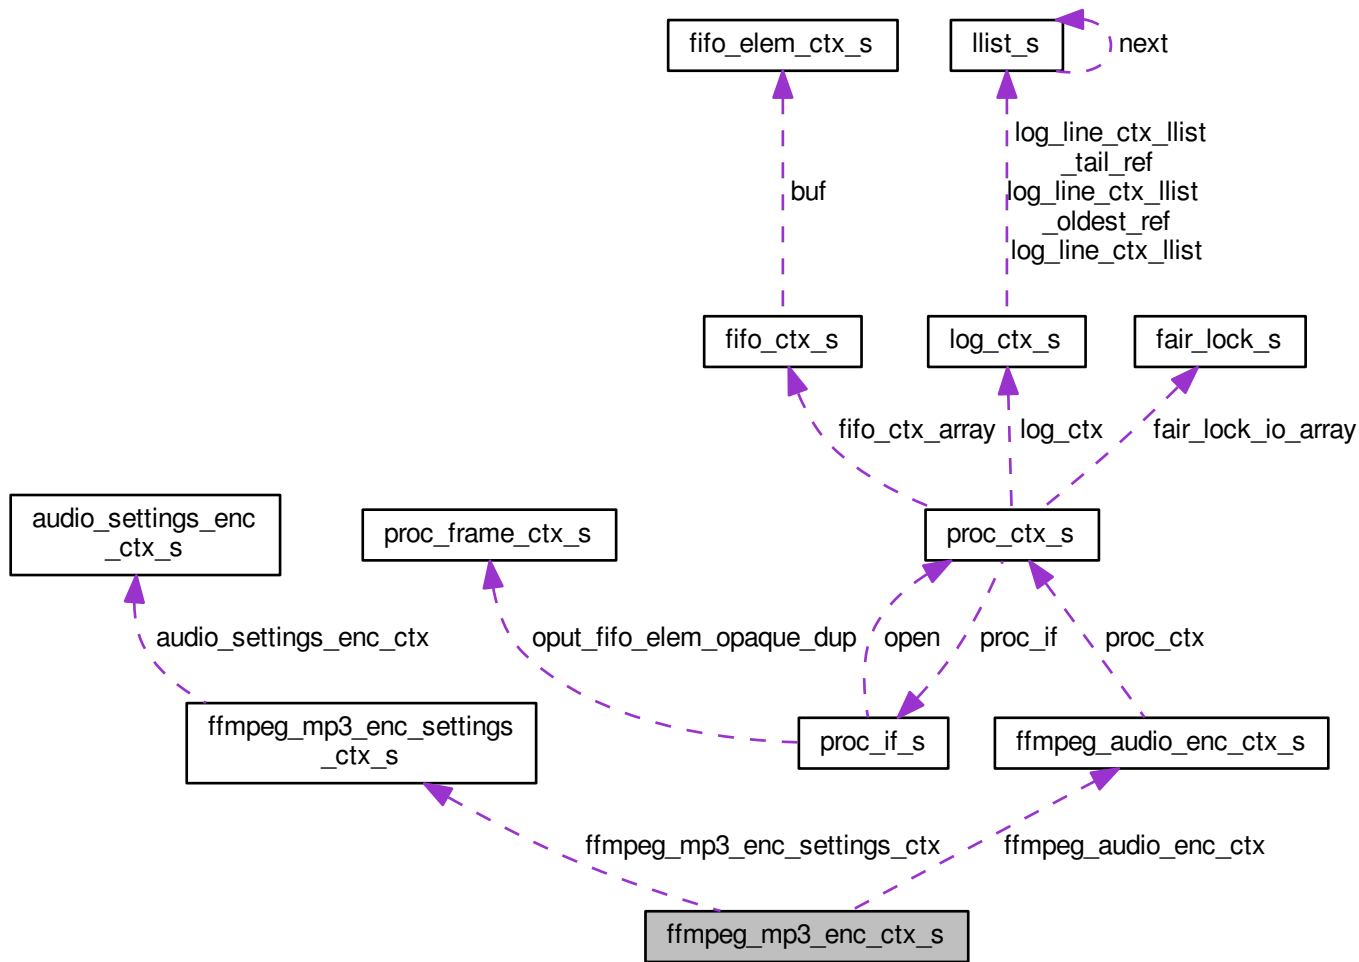 fifo_elem_ctx_s
llist_s
next
log_line_ctx_llist
_tail_ref
log_line_ctx_llist
_oldest_ref
log_line_ctx_llist
buf
fifo_ctx_s
log_ctx_s
fair_lock_s
fifo_ctx_array
log_ctx
fair_lock_io_array
audio_settings_enc
_ctx_s
proc_frame_ctx_s
proc_ctx_s
audio_settings_enc_ctx
oput_fifo_elem_opaque_dup
open
proc_if
proc_ctx
ffmpeg_mp3_enc_settings
_ctx_s
proc_if_s
ffmpeg_audio_enc_ctx_s
ffmpeg_mp3_enc_settings_ctx
ffmpeg_audio_enc_ctx
ffmpeg_mp3_enc_ctx_s